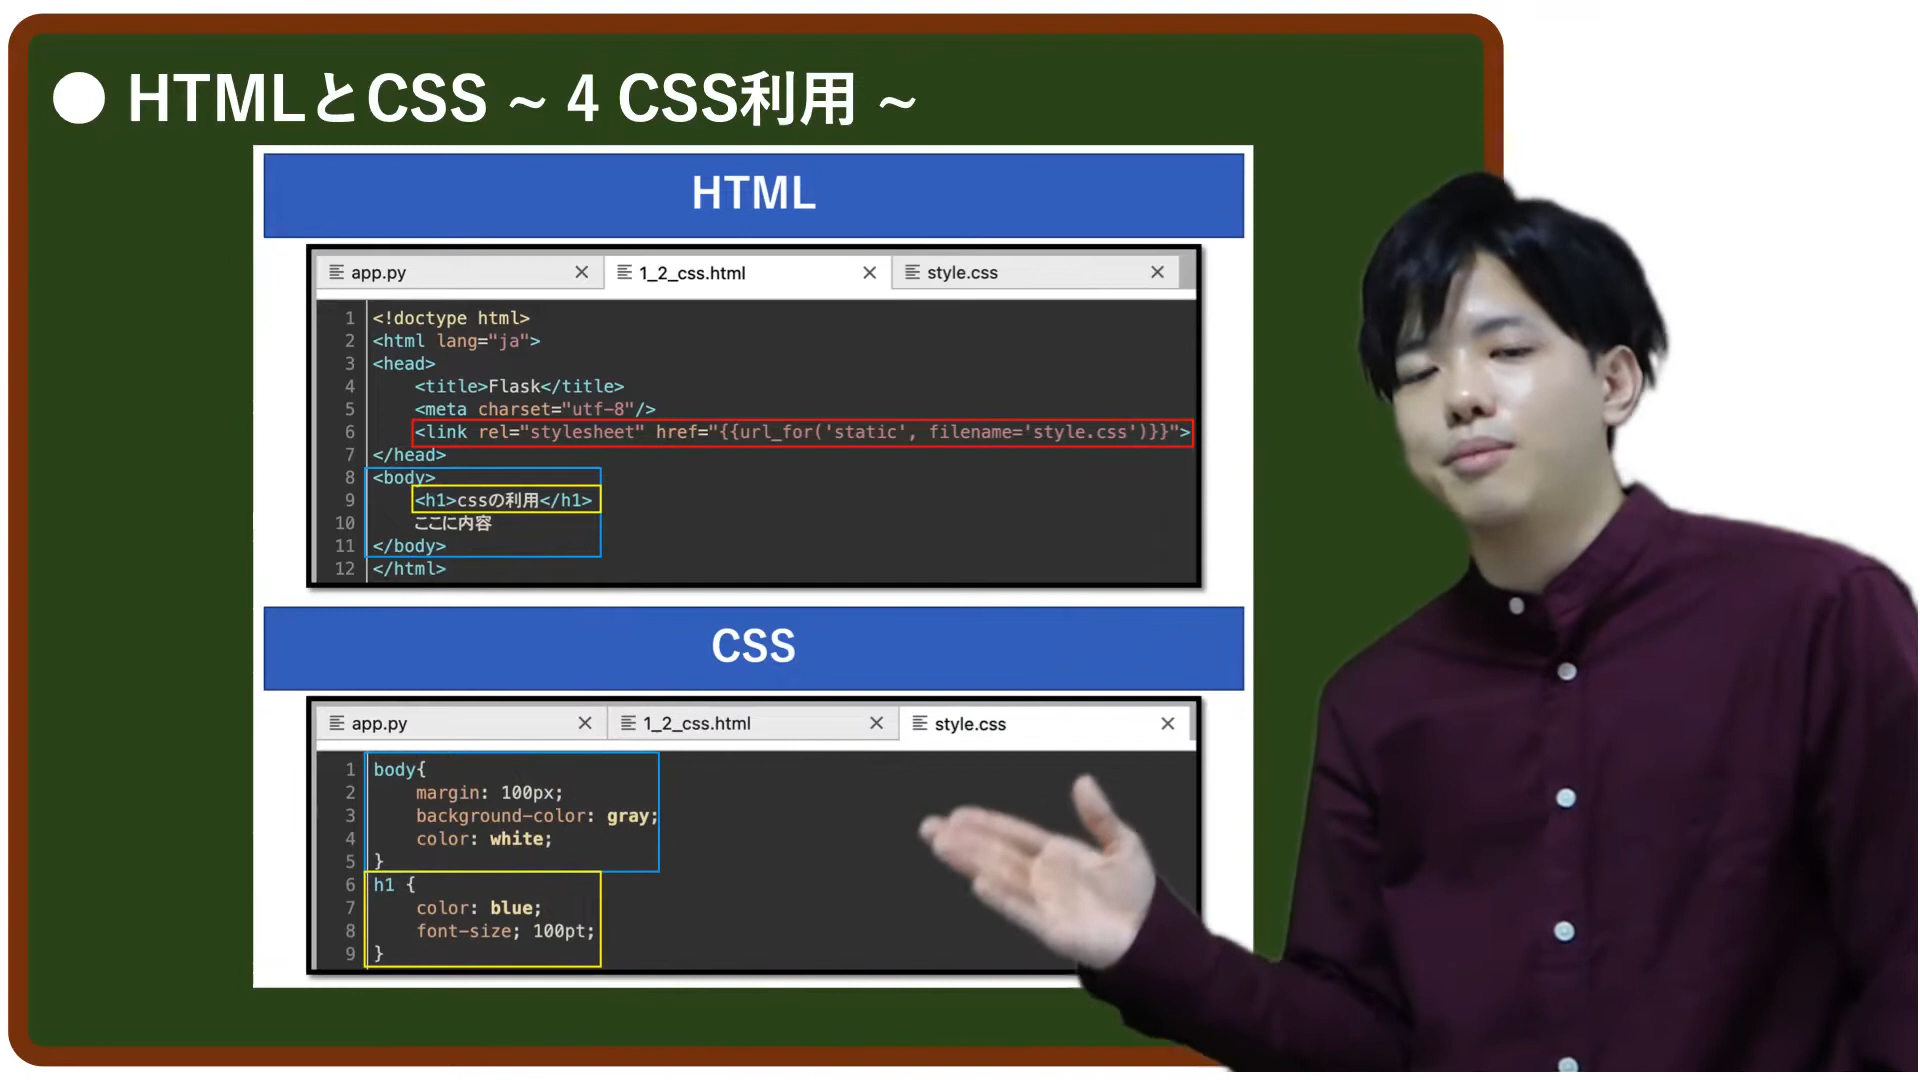 ● HTMLとCSS ~ 4 CSS利用 ~
HTML
app.py × 1_2_css.html × style.css ×
1 <!doctype html>
2 <html lang="ja">
3 <head>
4 <title>Flask</title>
5 <meta charset="utf-8"/>
6 <link rel="stylesheet" href="{{url_for('static', filename='style.css')}}">
7 </head>
8 <body>
9 <h1>cssの利用</h1>
10 ここに内容
11 </body>
12 </html>
CSS
app.py × 1_2_css.html × style.css ×
1 body{
2 margin: 100px;
3 background-color: gray;
4 color: white;
5 }
6 h1 {
7 color: blue;
8 font-size; 100pt;
9 }